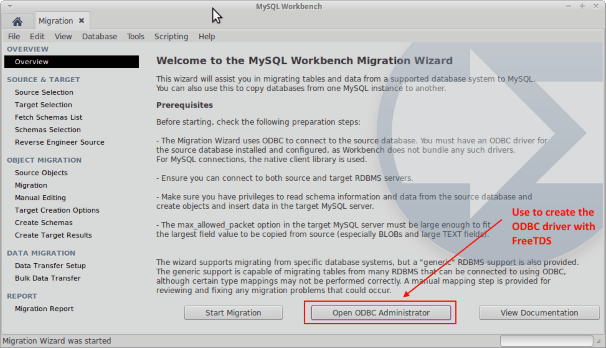 MySQL Workbench
Migration
File Edit View Database Tools Scripting Help
OVERVIEW
Overview
SOURCE & TARGET
Source Selection
Target Selection
Fetch Schemas List
Schemas Selection
Reverse Engineer Source
OBJECT MIGRATION
Source Objects
Migration
Manual Editing
Target Creation Options
Create Schemas
Create Target Results
DATA MIGRATION
Data Transfer Setup
Bulk Data Transfer
REPORT
Migration Report
Welcome to the MySQL Workbench Migration Wizard
This wizard will assist you in migrating tables and data from a supported database system to MySQL.
You can also use this to copy databases from one MySQL instance to another.
Prerequisites
Before starting, check the following preparation steps:
- The Migration Wizard uses ODBC to connect to the source database. You must have an ODBC driver for
the source database installed and configured, as Workbench does not bundle any such drivers.
For MySQL connections, the native client library is used.
- Ensure you can connect to both source and target RDBMS servers.
- Make sure you have privileges to read schema information and data from the source database and
create objects and insert data in the target MySQL server.
- The max_allowed_packet option in the target MySQL server must be large enough to fit
the largest field value to be copied from source (especially BLOBs and large TEXT fields).
Use to create the
ODBC driver with
FreeTDS
The wizard supports migrating from specific database systems, but a "generic" RDBMS support is also provided.
The generic support is capable of migrating tables from many RDBMS that can be connected to using ODBC,
although certain type mappings may not be performed correctly. A manual mapping step is provided for
reviewing and fixing any migration problems that could occur.
Start Migration
Open ODBC Administrator
View Documentation
Migration Wizard was started